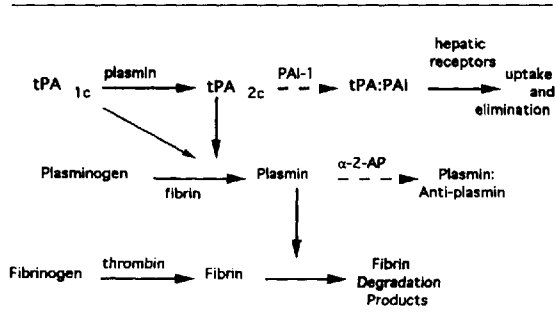 hepatic
receptors
tPA 1c plasmin tPA 2c PAI-1 tPA:PAI uptake
and
elimination
Plasminogen fibrin Plasmin α-2-AP Plasmin:
Anti-plasmin
Fibrinogen thrombin Fibrin Fibrin
Degradation
Products